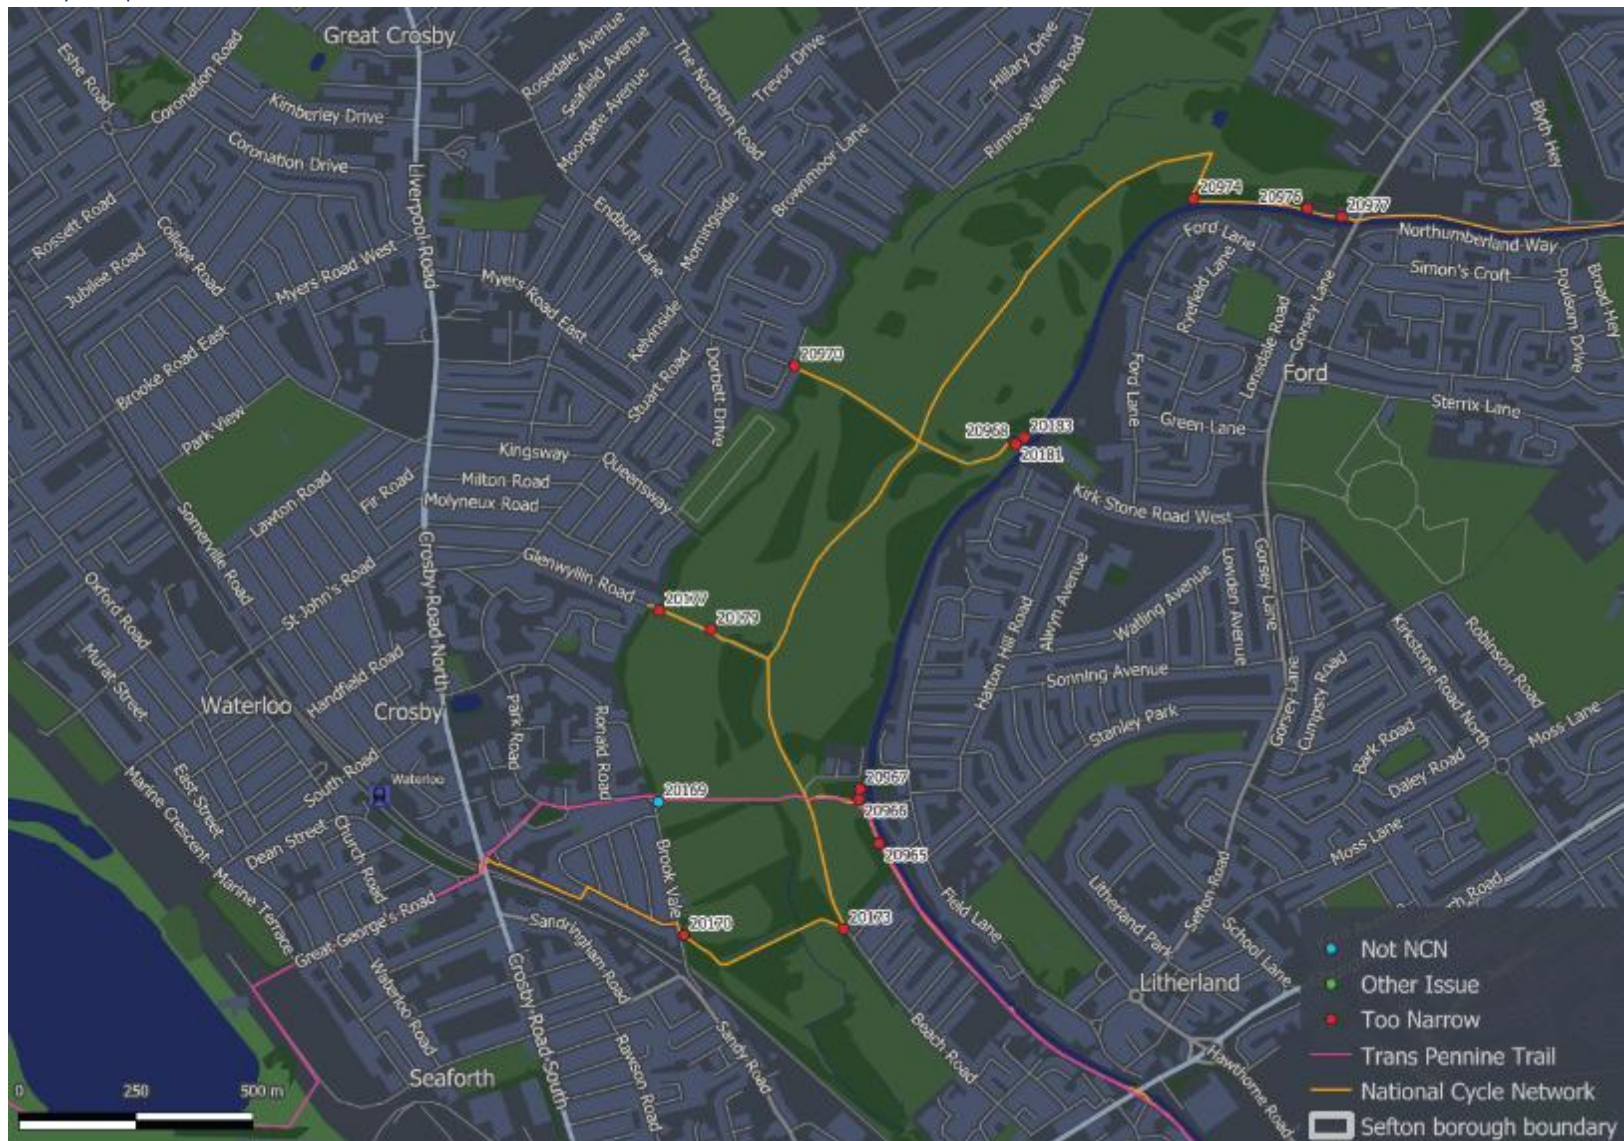 Great Crosby
Eshe Road
Coronation Road
Kimberley Drive
Coronation Drive
Rosedale Avenue
Seafield Avenue
Moorgate Avenue
The Northern Road
Trevor Drive
Brownmoor Lane
Hillary Drive
Rimrose Valley Road
Blyth Hey
Liverpool Road
Rossett Road
Jubilee Road
College Road
Myers Road West
Endbutt Lane
Morningside
Myers Road East
20974
20976
20977
Ford Lane
Northumberland Way
Simon's Croft
Ryefield Lane
Poulsom Drive
Broad Hey
Lonsdale Road
Gorsey Lane
Brooke Road East
Kelvinside
Stuart Road
Dorbett Drive
20970
Ford
Ford Lane
Green Lane
Sterrix Lane
Park View
Kingsway
Milton Road
Molyneux Road
Queensway
20968
20183
20181
Kirk Stone Road West
Lawton Road
Fir Road
Somerville Road
Crosby Road North
Glenwyllin Road
Gorsey Lane
Lowden Avenue
Watling Avenue
Alwyn Avenue
Hatton Hill Road
Oxford Road
St John's Road
20177
20179
Kirkstone Road North
Robinson Road
Murat Street
Handfield Road
Sonning Avenue
Gorsey Lane
Cumpsty Road
Waterloo
Crosby
Park Road
Ronald Road
Stanley Park
Bark Road
Daley Road
Moss Lane
East Street
South Road
Waterloo
Marine Crescent
Dean Street
Church Road
20169
20967
20966
20965
Moss Lane
Brook Vale
Marine Terrace
Great George's Road
Sandringham Road
20170
20173
Field Lane
Litherland Park
Sefton Road
School Lane
Waterloo Road
Crosby Road South
Litherland
Seaforth
Rawson Road
Sandy Road
Beach Road
Hawthorne Road
0
250
500 m
Not NCN
Other Issue
Too Narrow
Trans Pennine Trail
National Cycle Network
Sefton borough boundary